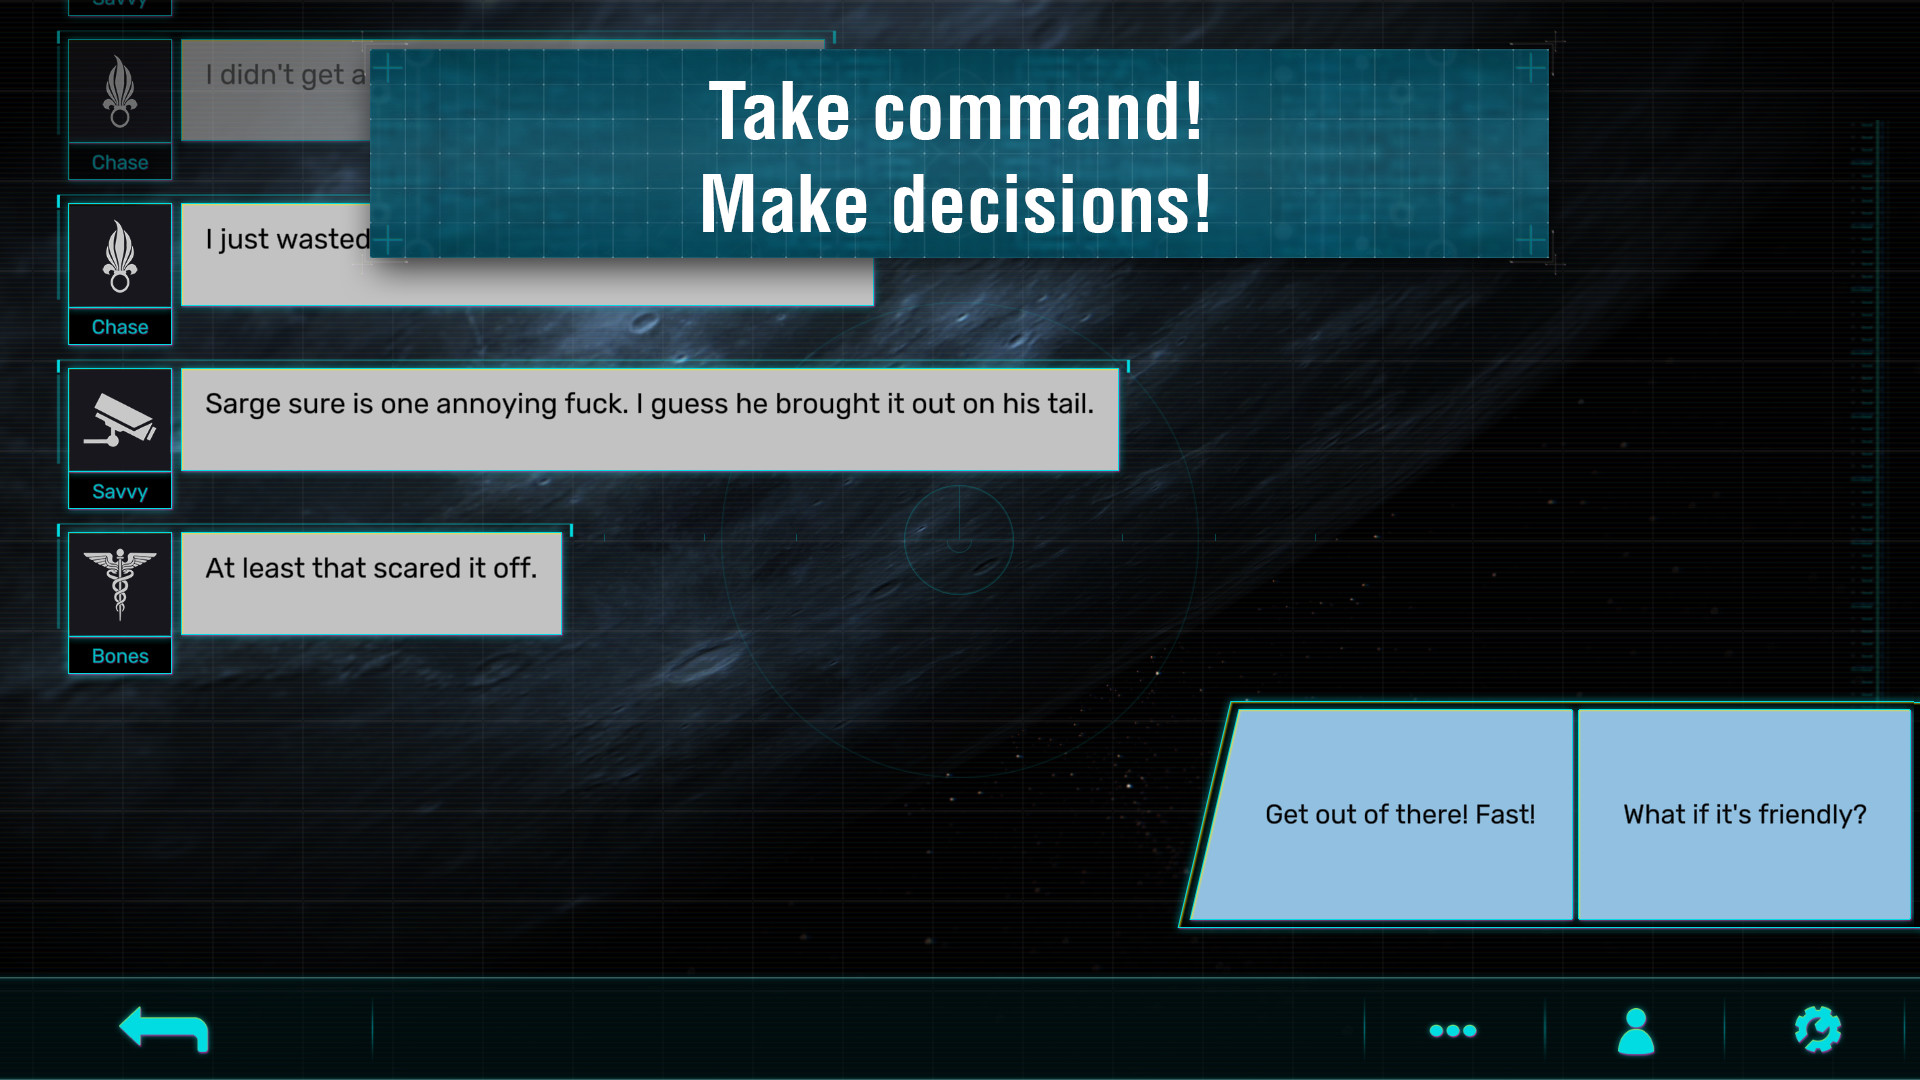 Savvy
I didn't get a
Chase
Take command!
Make decisions!
I just wasted
Chase
Sarge sure is one annoying fuck. I guess he brought it out on his tail.
Savvy
At least that scared it off.
Bones
Get out of there! Fast!
What if it's friendly?